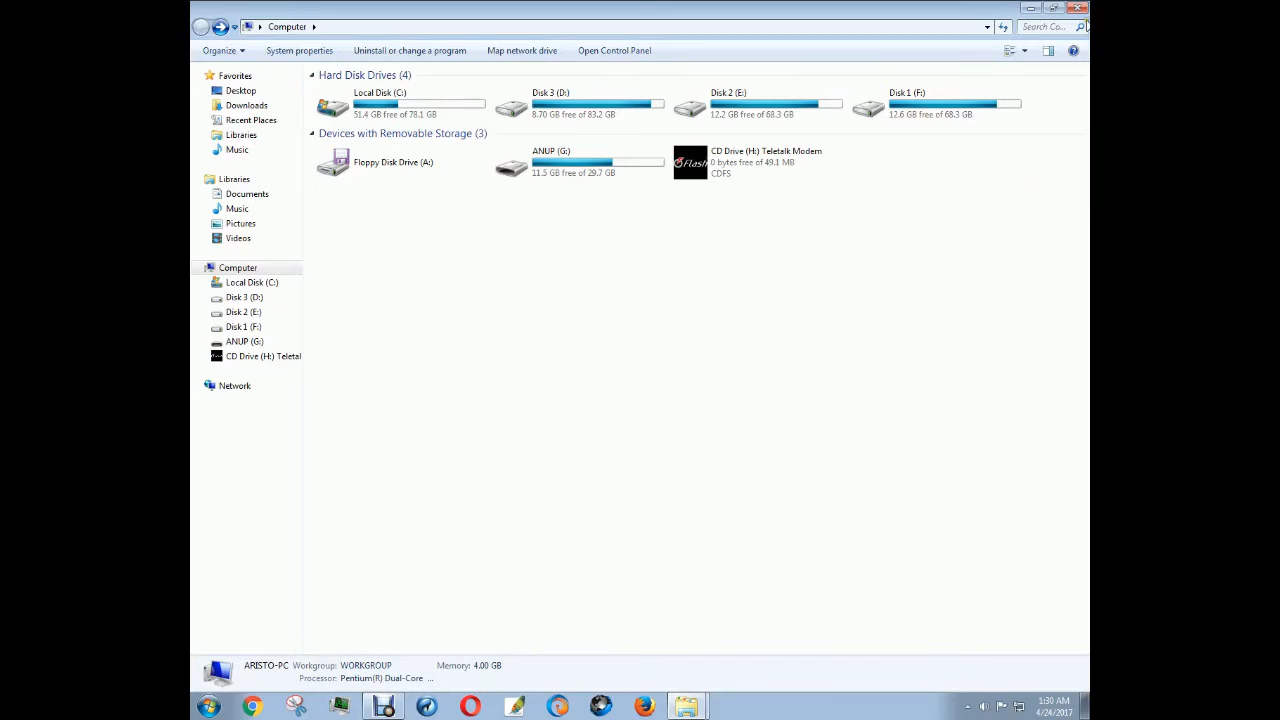 Computer
Search Co...
Organize
System properties
Uninstall or change a program
Map network drive
Open Control Panel
Favorites
Desktop
Downloads
Recent Places
Libraries
Music
Libraries
Documents
Music
Pictures
Videos
Computer
Local Disk (C:)
Disk 3 (D:)
Disk 2 (E:)
Disk 1 (F:)
ANUP (G:)
CD Drive (H:) Teletal
Network
Hard Disk Drives (4)
Local Disk (C:)
51.4 GB free of 78.1 GB
Disk 3 (D:)
8.70 GB free of 83.2 GB
Disk 2 (E:)
12.2 GB free of 68.3 GB
Disk 1 (F:)
12.6 GB free of 68.3 GB
Devices with Removable Storage (3)
Floppy Disk Drive (A:)
ANUP (G:)
11.5 GB free of 29.7 GB
Flash
CD Drive (H:) Teletalk Modem
0 bytes free of 49.1 MB
CDFS
ARISTO-PC Workgroup: WORKGROUP Memory: 4.00 GB
Processor: Pentium(R) Dual-Core ...
1:30 AM
4/24/2017